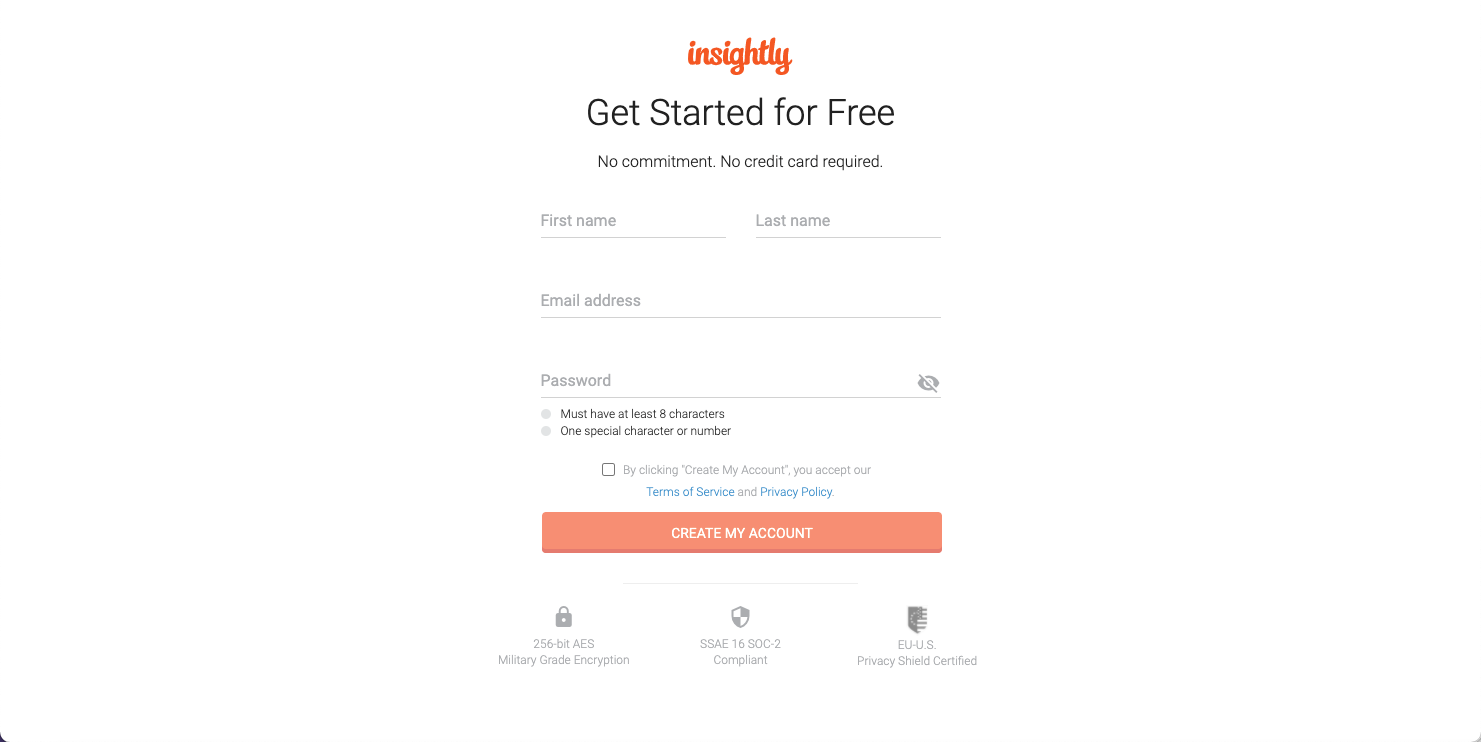 insightly
Get Started for Free
No commitment. No credit card required.
First name Last name
Email address
Password
Must have at least 8 characters
One special character or number
By clicking "Create My Account", you accept our
Terms of Service and Privacy Policy.
CREATE MY ACCOUNT
256-bit AES
Military Grade Encryption
SSAE 16 SOC-2
Compliant
EU-U.S.
Privacy Shield Certified